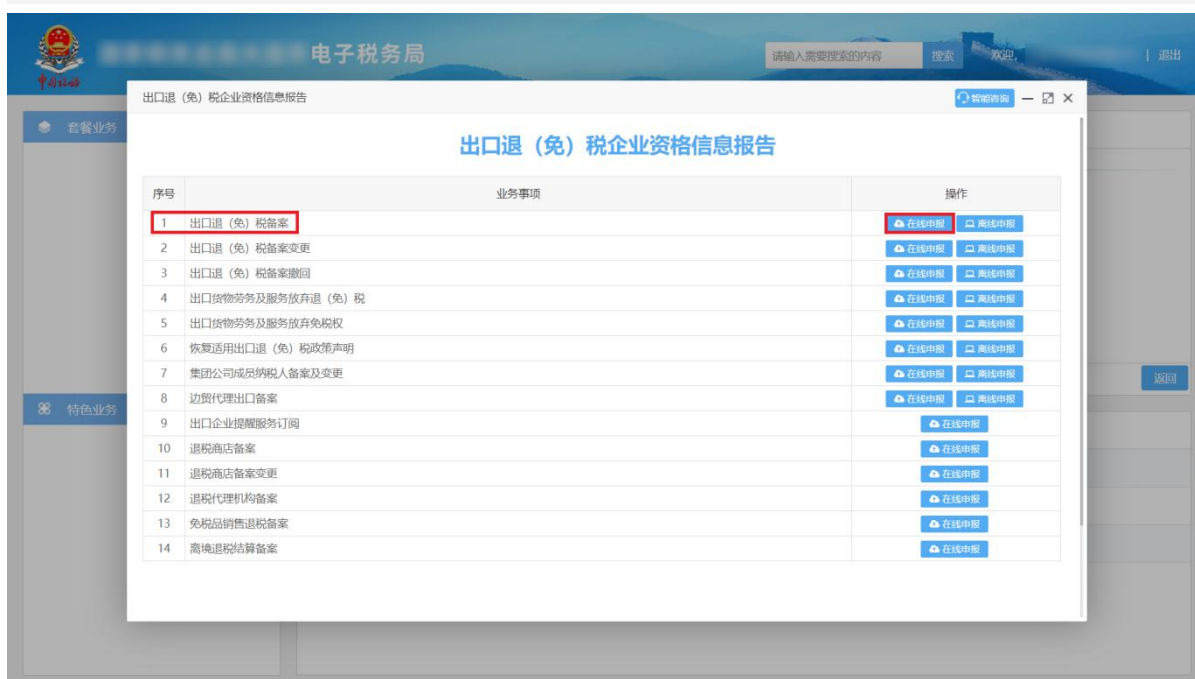 电子税务局
请输入需要搜索的内容 搜索 欢迎, | 退出
中国税务
出口退（免）税企业资格信息报告 智能咨询
套餐业务
出口退（免）税企业资格信息报告
序号 业务事项 操作
1 出口退（免）税备案 在线申报 离线申报
2 出口退（免）税备案变更 在线申报 离线申报
3 出口退（免）税备案撤回 在线申报 离线申报
4 出口货物劳务及服务放弃退（免）税 在线申报 离线申报
5 出口货物劳务及服务放弃免税权 在线申报 离线申报
6 恢复适用出口退（免）税政策声明 在线申报 离线申报
7 集团公司成员纳税人备案及变更 在线申报 离线申报
返回
8 边贸代理出口备案 在线申报 离线申报
特色业务
9 出口企业提醒服务订阅 在线申报
10 退税商店备案 在线申报
11 退税商店备案变更 在线申报
12 退税代理机构备案 在线申报
13 免税品销售退税备案 在线申报
14 离境退税结算备案 在线申报